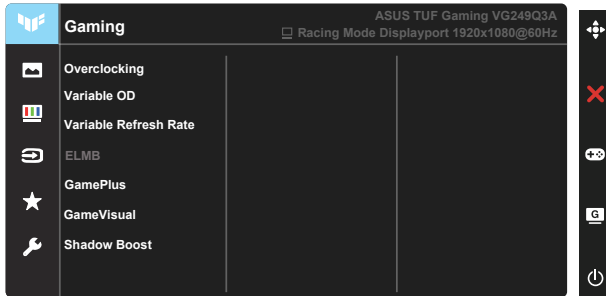 Gaming
ASUS TUF Gaming VG249Q3A
Racing Mode Displayport 1920x1080@60Hz
Overclocking
Variable OD
Variable Refresh Rate
ELMB
GamePlus
GameVisual
Shadow Boost
G